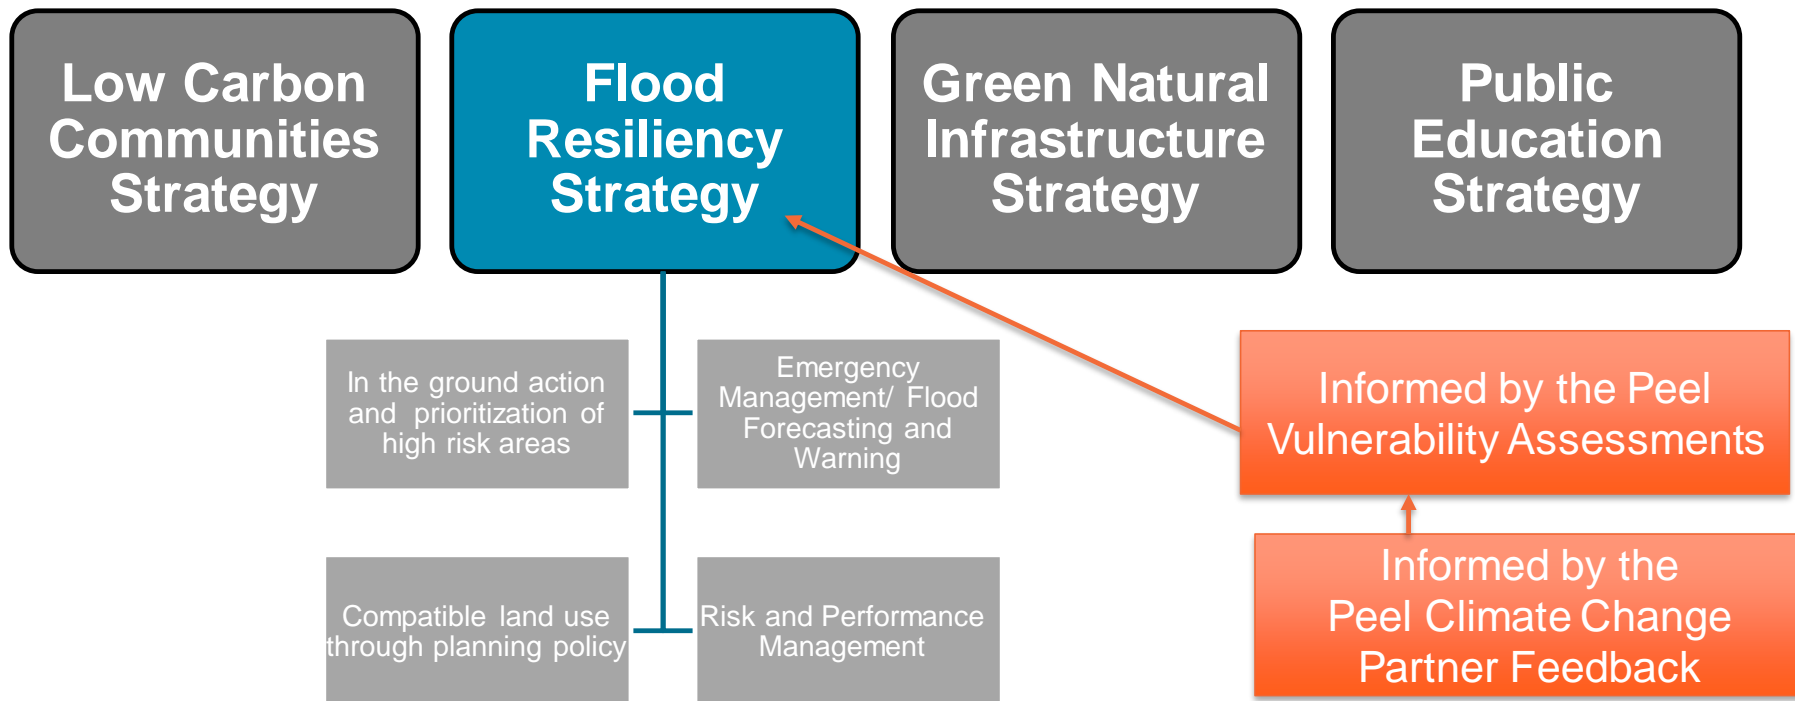 Low Carbon
Communities
Strategy
Flood
Resiliency
Strategy
Green Natural
Infrastructure
Strategy
Public
Education
Strategy
In the ground action
and prioritization of
high risk areas
Emergency
Management/ Flood
Forecasting and
Warning
Informed by the Peel
Vulnerability Assessments
Compatible land use
through planning policy
Risk and Performance
Management
Informed by the
Peel Climate Change
Partner Feedback